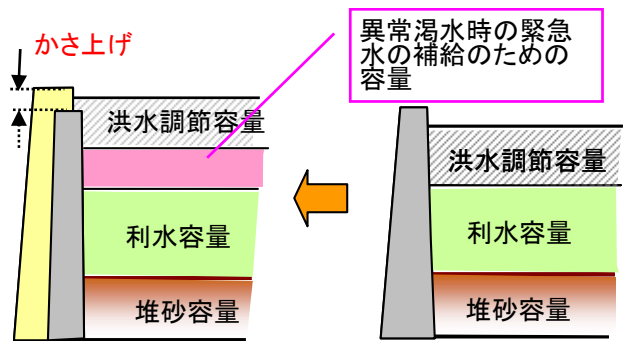 かさ上げ
異常渇水時の緊急
水の補給のための
容量
洪水調節容量
利水容量
堆砂容量
洪水調節容量
利水容量
堆砂容量